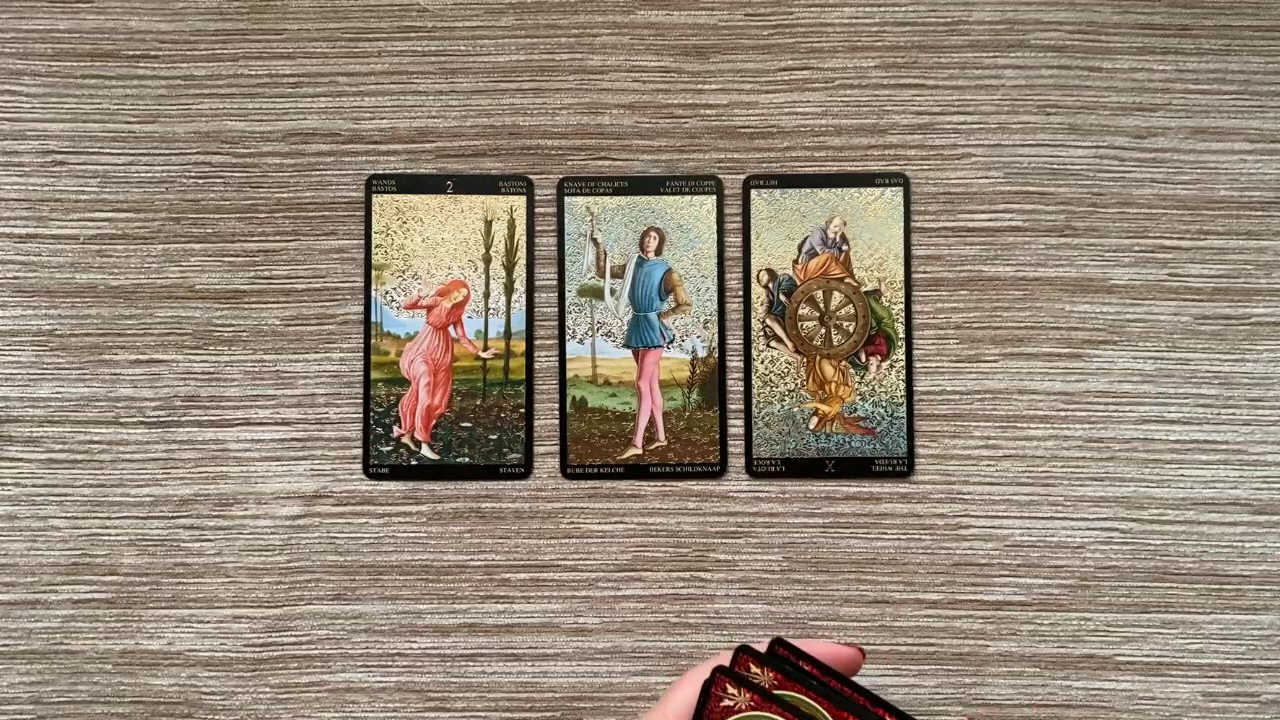 WANDS
BASTOS
2
BASTONI
BÂTONS
STÄBE
STAVEN
KNAVE OF CHALICES
SOTA DE COPAS
FANTE DI COPPE
VALET DE COUPES
BUBE DER KELCHE
BEKERS SCHILDKNAAP
HET RAD
DAS RAD
LA RUOTA
LA ROUE
X
THE WHEEL
LA RUEDA